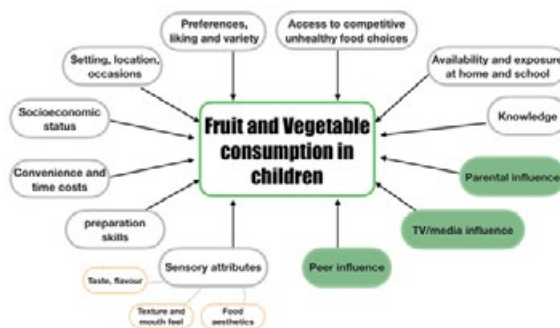 Preferences,
liking and variety
Access to competitive
unhealthy food choices
Setting, location,
occasions
Availability and exposure
at home and school
Socioeconomic
status
Fruit and Vegetable
consumption in
children
Knowledge
Convenience and
time costs
Parental influence
preparation
skills
TV/media influence
Sensory attributes
Peer influence
Taste, flavour
Texture and
mouth feel
Food
aesthetics